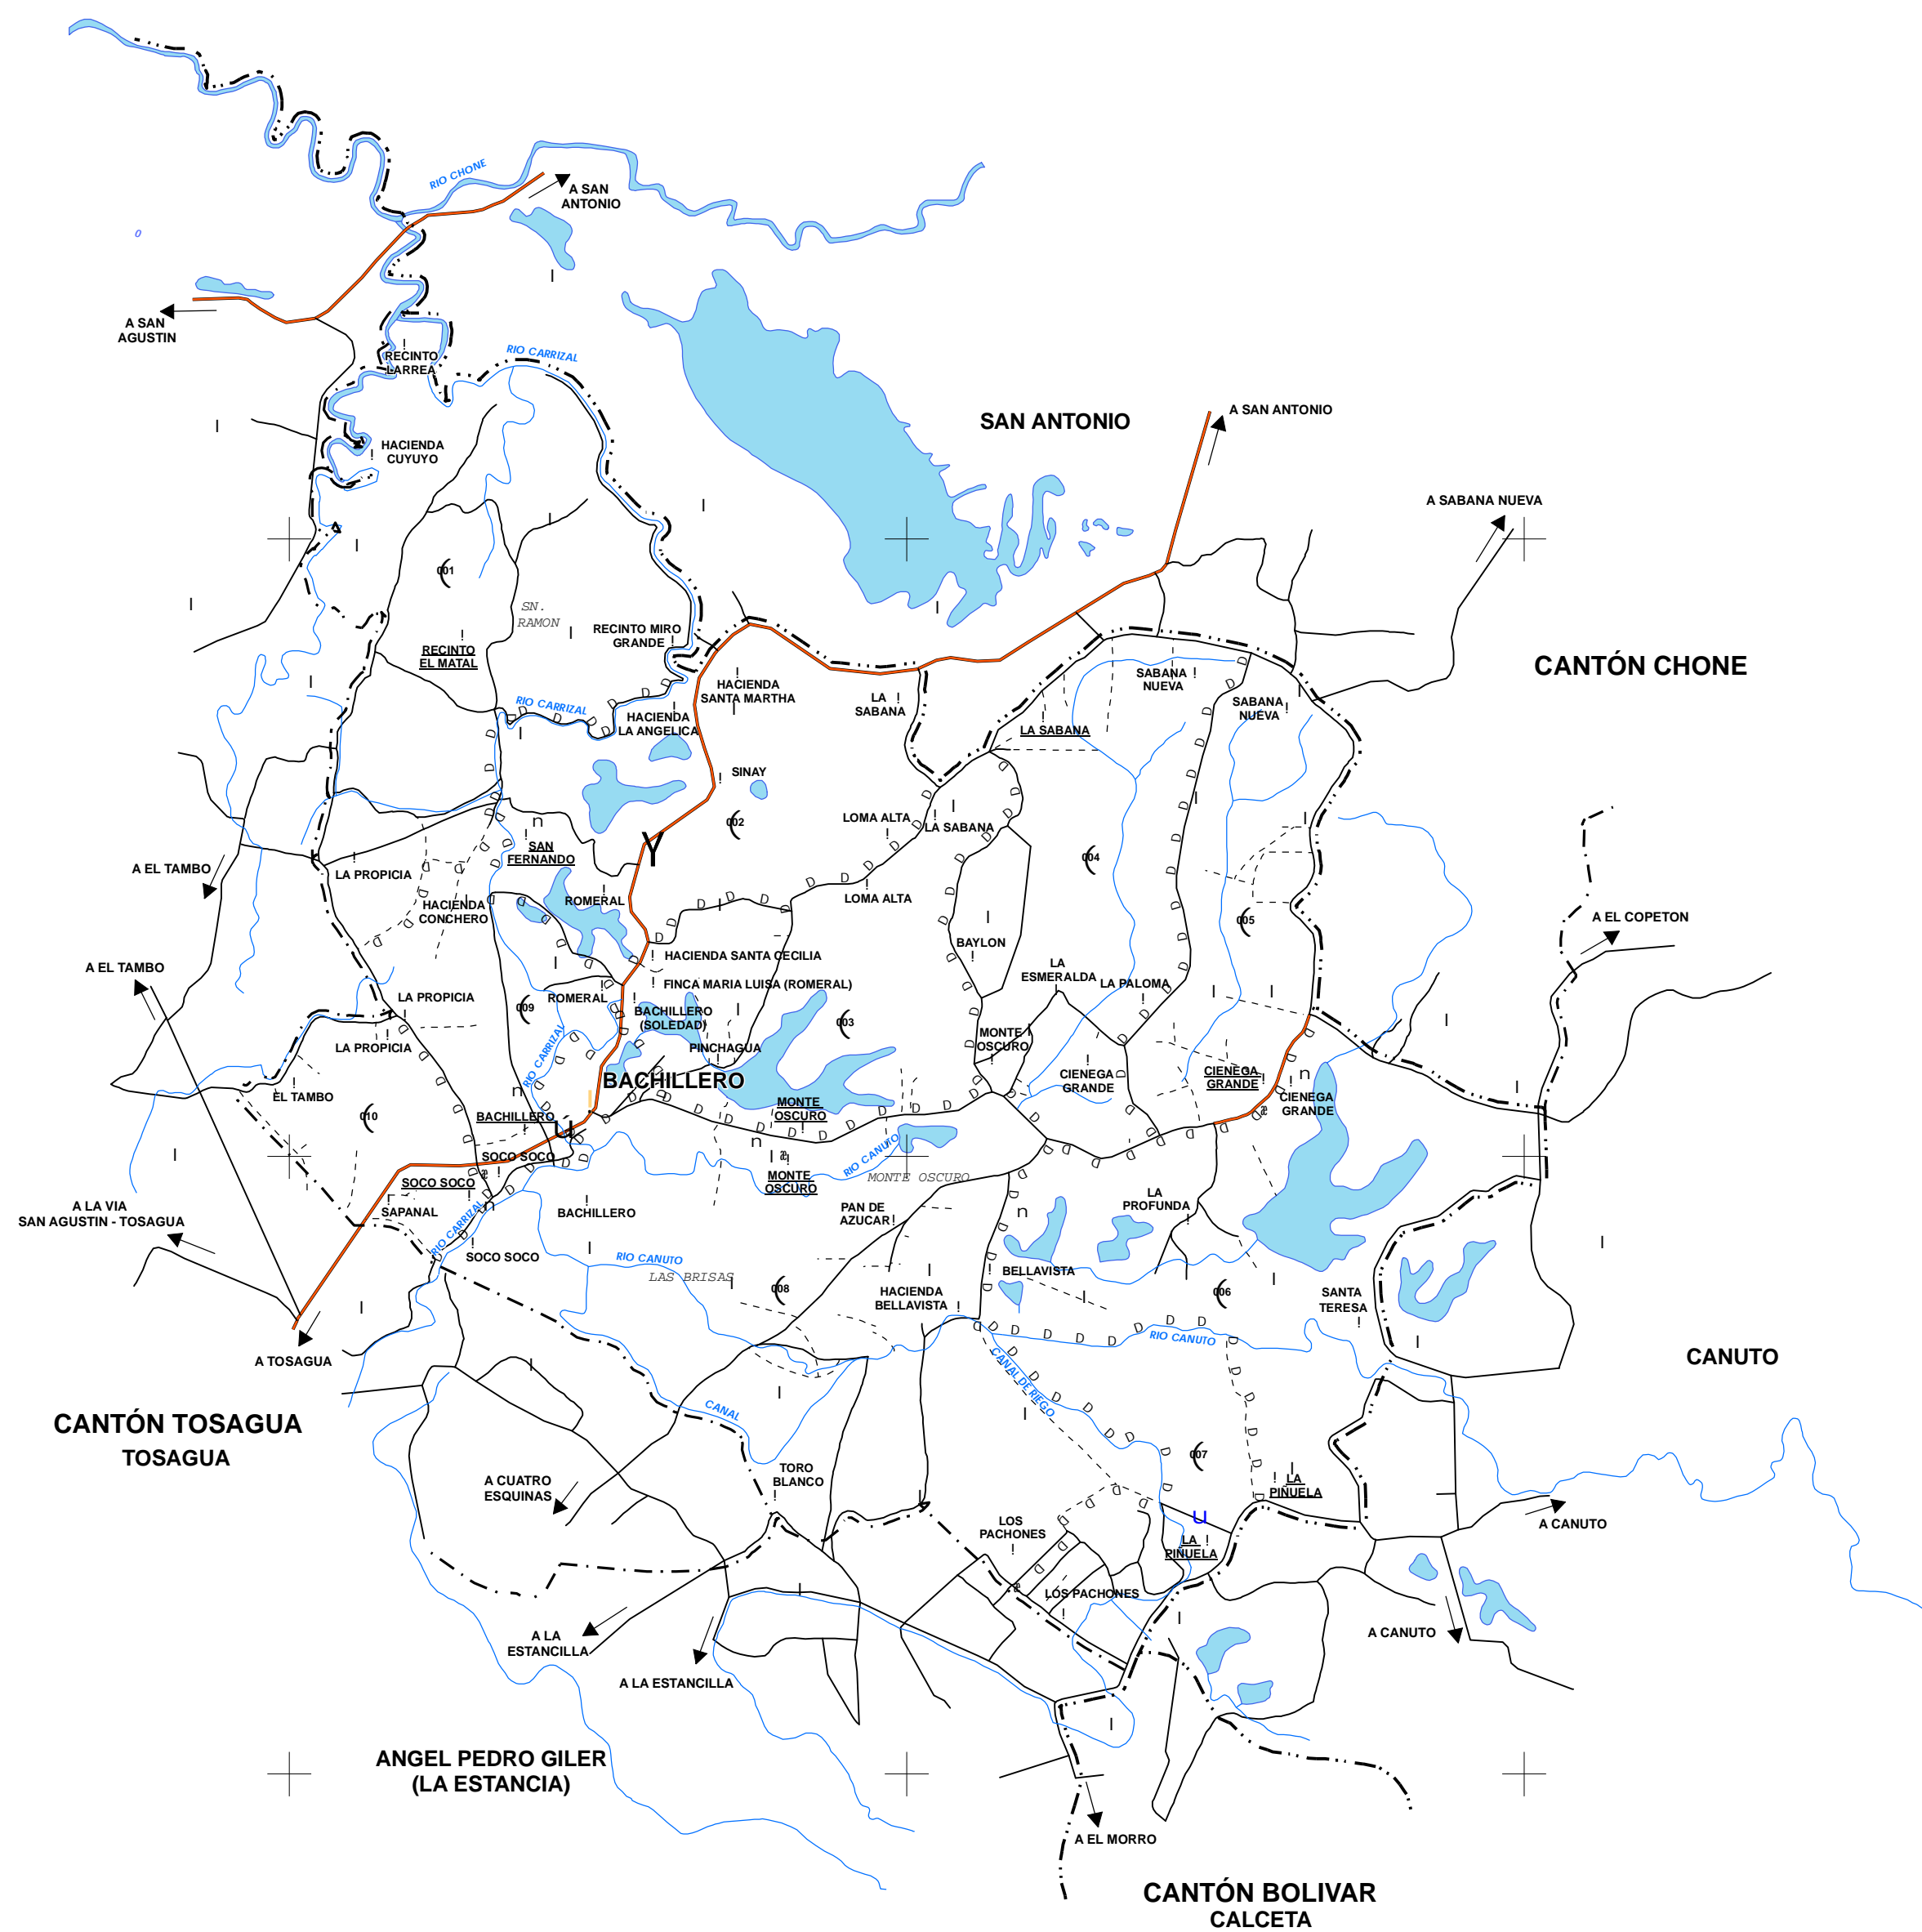 RIO CHONE
A SAN
ANTONIO
0
A SAN
AGUSTIN
RECINTO
LARREA
RIO CARRIZAL
A SAN ANTONIO
SAN ANTONIO
HACIENDA
CUYUYO
A SABANA NUEVA
001
SN.
RAMON
RECINTO MIRO
GRANDE
RECINTO
EL MATAL
CANTÓN CHONE
HACIENDA
SANTA MARTHA
SABANA
NUEVA
LA
SABANA
SABANA
NUEVA
RIO CARRIZAL
HACIENDA
LA ANGELICA
LA SABANA
SINAY
002
LOMA ALTA
LA SABANA
SAN
FERNANDO
004
A EL TAMBO
LA PROPICIA
ROMERAL
LOMA ALTA
HACIENDA
CONCHERO
005
A EL COPETON
BAYLON
HACIENDA SANTA CECILIA
A EL TAMBO
LA
ESMERALDA
LA PALOMA
FINCA MARIA LUISA (ROMERAL)
LA PROPICIA
009
ROMERAL
BACHILLERO
(SOLEDAD)
003
MONTE
OSCURO
LA PROPICIA
PINCHAGUA
RIO CARRIZAL
BACHILLERO
CIENEGA
GRANDE
CIENEGA
GRANDE
EL TAMBO
CIENEGA
GRANDE
010
BACHILLERO
MONTE
OSCURO
SOCO SOCO
RIO CANUTO
MONTE
OSCURO
MONTE OSCURO
SOCO SOCO
SAPANAL
BACHILLERO
PAN DE
AZUCAR
LA
PROFUNDA
A LA VIA
SAN AGUSTIN - TOSAGUA
RIO CARRIZAL
SOCO SOCO
RIO CANUTO
LAS BRISAS
008
BELLAVISTA
HACIENDA
BELLAVISTA
006
SANTA
TERESA
RIO CANUTO
A TOSAGUA
CANUTO
CANAL DE RIEGO
CANAL
CANTÓN TOSAGUA
TOSAGUA
007
A CUATRO
ESQUINAS
TORO
BLANCO
LA
PIÑUELA
LOS
PACHONES
A CANUTO
LA
PIÑUELA
LOS PACHONES
A CANUTO
A LA
ESTANCILLA
A LA ESTANCILLA
ANGEL PEDRO GILER
(LA ESTANCIA)
A EL MORRO
CANTÓN BOLIVAR
CALCETA